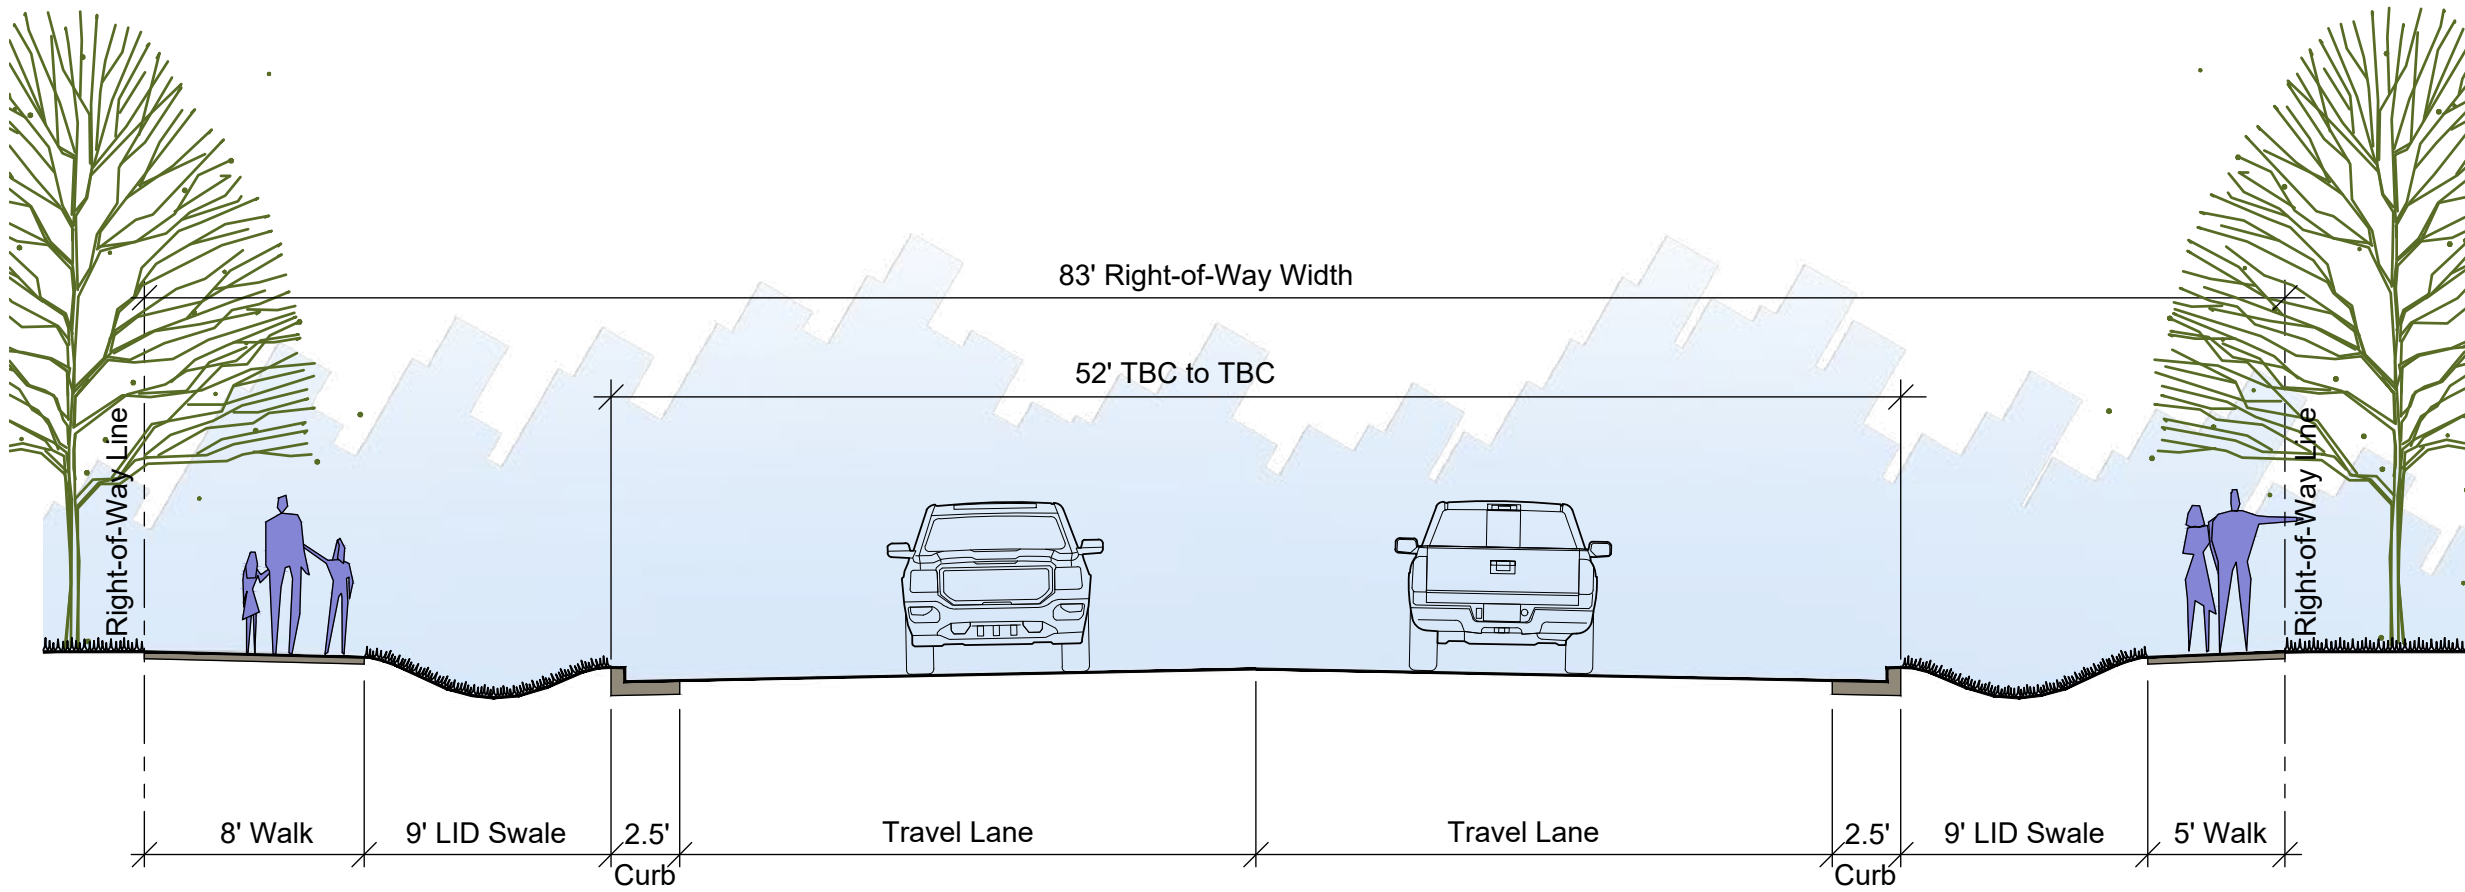 83' Right-of-Way Width
52' TBC to TBC
Right-of-Way Line
Right-of-Way Line
8' Walk
9' LID Swale
2.5'
Curb
Travel Lane
Travel Lane
2.5'
Curb
9' LID Swale
5' Walk